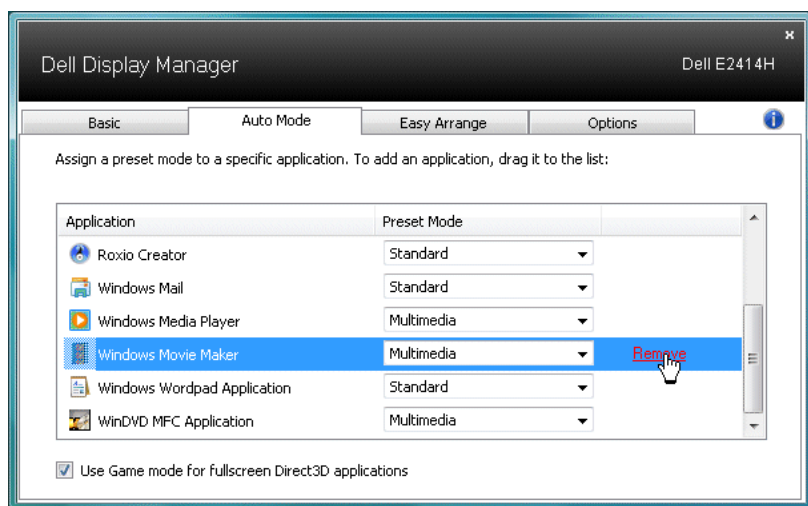 x
Dell Display Manager
Dell E2414H
Basic
Auto Mode
Easy Arrange
Options
i
Assign a preset mode to a specific application. To add an application, drag it to the list:
Application Preset Mode
Roxio Creator Standard
Windows Mail Standard
Windows Media Player Multimedia
Windows Movie Maker Multimedia Remove
Windows Wordpad Application Standard
WinDVD MFC Application Multimedia
Use Game mode for fullscreen Direct3D applications